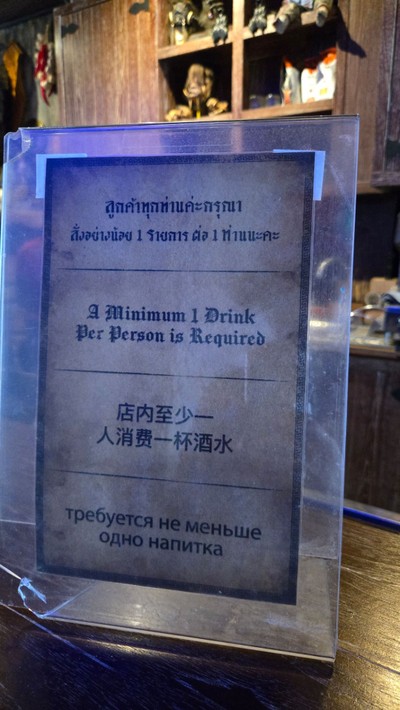 ลูกค้าทุกท่านค่ะกรุณา
สั่งอย่างน้อย 1 รายการ ต่อ 1 ท่านนะคะ
A Minimum 1 Drink
Per Person is Required
店内至少一
人消费一杯酒水
требуется не меньше
одно напитка